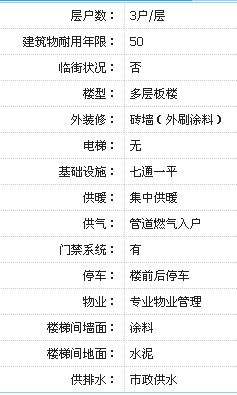 层户数： 3户/层
建筑物耐用年限： 50
临街状况： 否
楼型： 多层板楼
外装修： 砖墙（外刷涂料）
电梯： 无
基础设施： 七通一平
供暖： 集中供暖
供气： 管道燃气入户
门禁系统： 有
停车： 楼前后停车
物业： 专业物业管理
楼梯间墙面： 涂料
楼梯间地面： 水泥
供排水： 市政供水